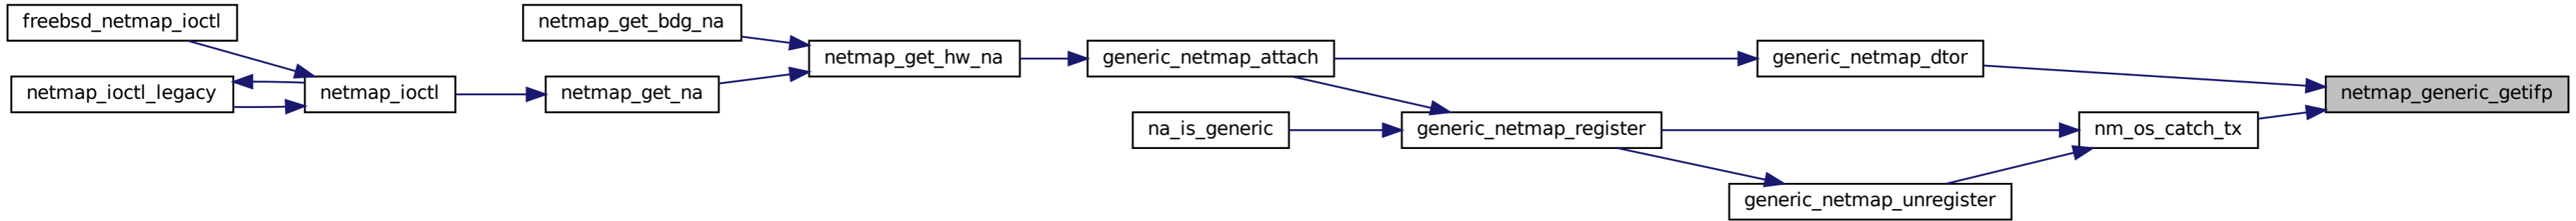 freebsd_netmap_ioctl
netmap_ioctl_legacy
netmap_ioctl
netmap_get_bdg_na
netmap_get_na
netmap_get_hw_na
generic_netmap_attach
na_is_generic
generic_netmap_register
generic_netmap_dtor
generic_netmap_unregister
nm_os_catch_tx
netmap_generic_getifp